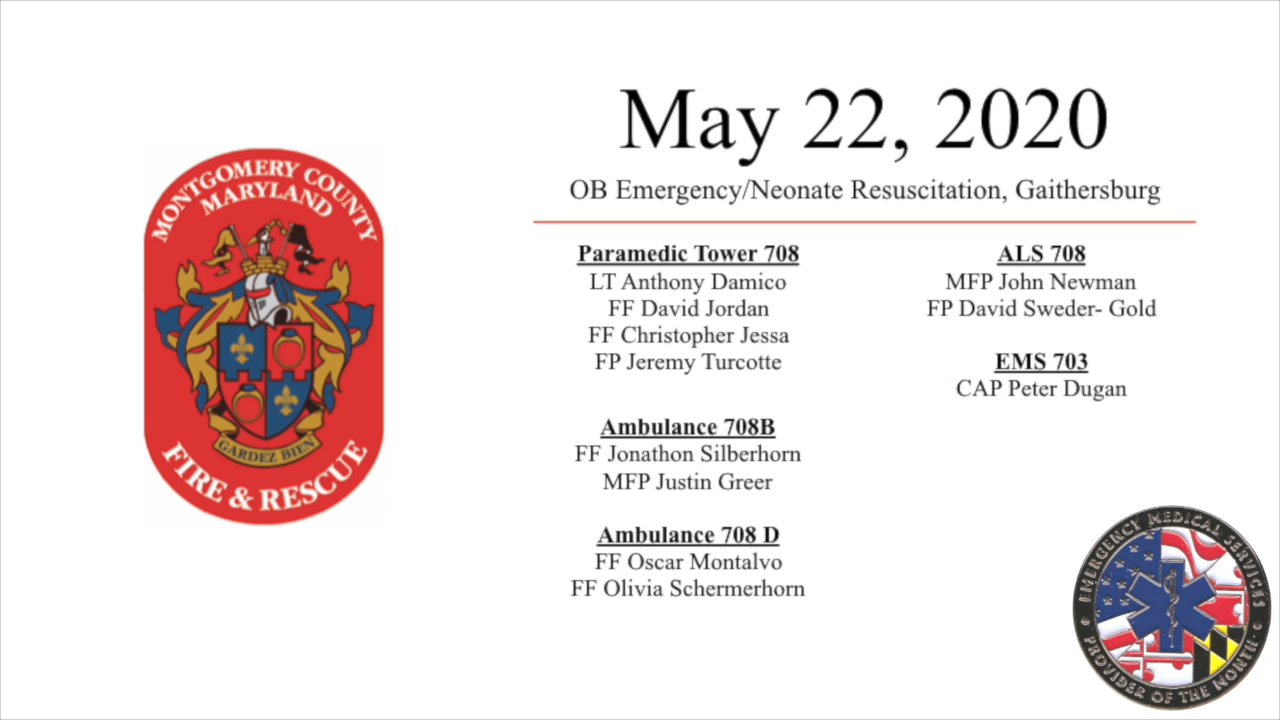 MONTGOMERY COUNTY
MARYLAND
GARDEZ BIEN
FIRE & RESCUE
May 22, 2020
OB Emergency/Neonate Resuscitation, Gaithersburg
Paramedic Tower 708
LT Anthony Damico
FF David Jordan
FF Christopher Jessa
FP Jeremy Turcotte
Ambulance 708B
FF Jonathon Silberhorn
MFP Justin Greer
Ambulance 708 D
FF Oscar Montalvo
FF Olivia Schermerhorn
ALS 708
MFP John Newman
FP David Sweder- Gold
EMS 703
CAP Peter Dugan
EMERGENCY MEDICAL SERVICES
PROVIDER OF THE MONTH